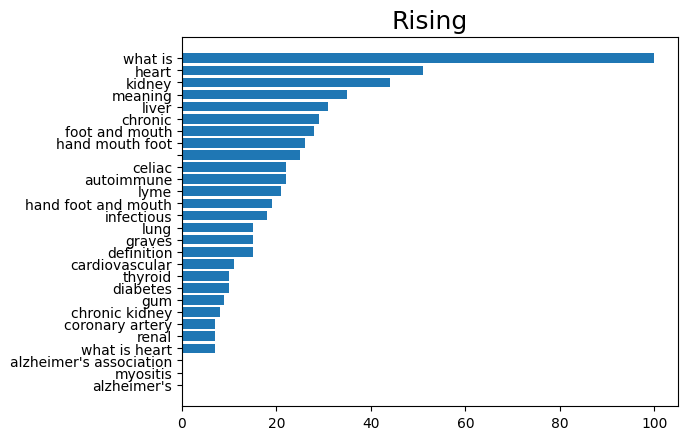 Rising
what is
heart
kidney
meaning
liver
chronic
foot and mouth
hand mouth foot
celiac
autoimmune
lyme
hand foot and mouth
infectious
lung
graves
definition
cardiovascular
thyroid
diabetes
gum
chronic kidney
coronary artery
renal
what is heart
alzheimer's association
myositis
alzheimer's
0 20 40 60 80 100